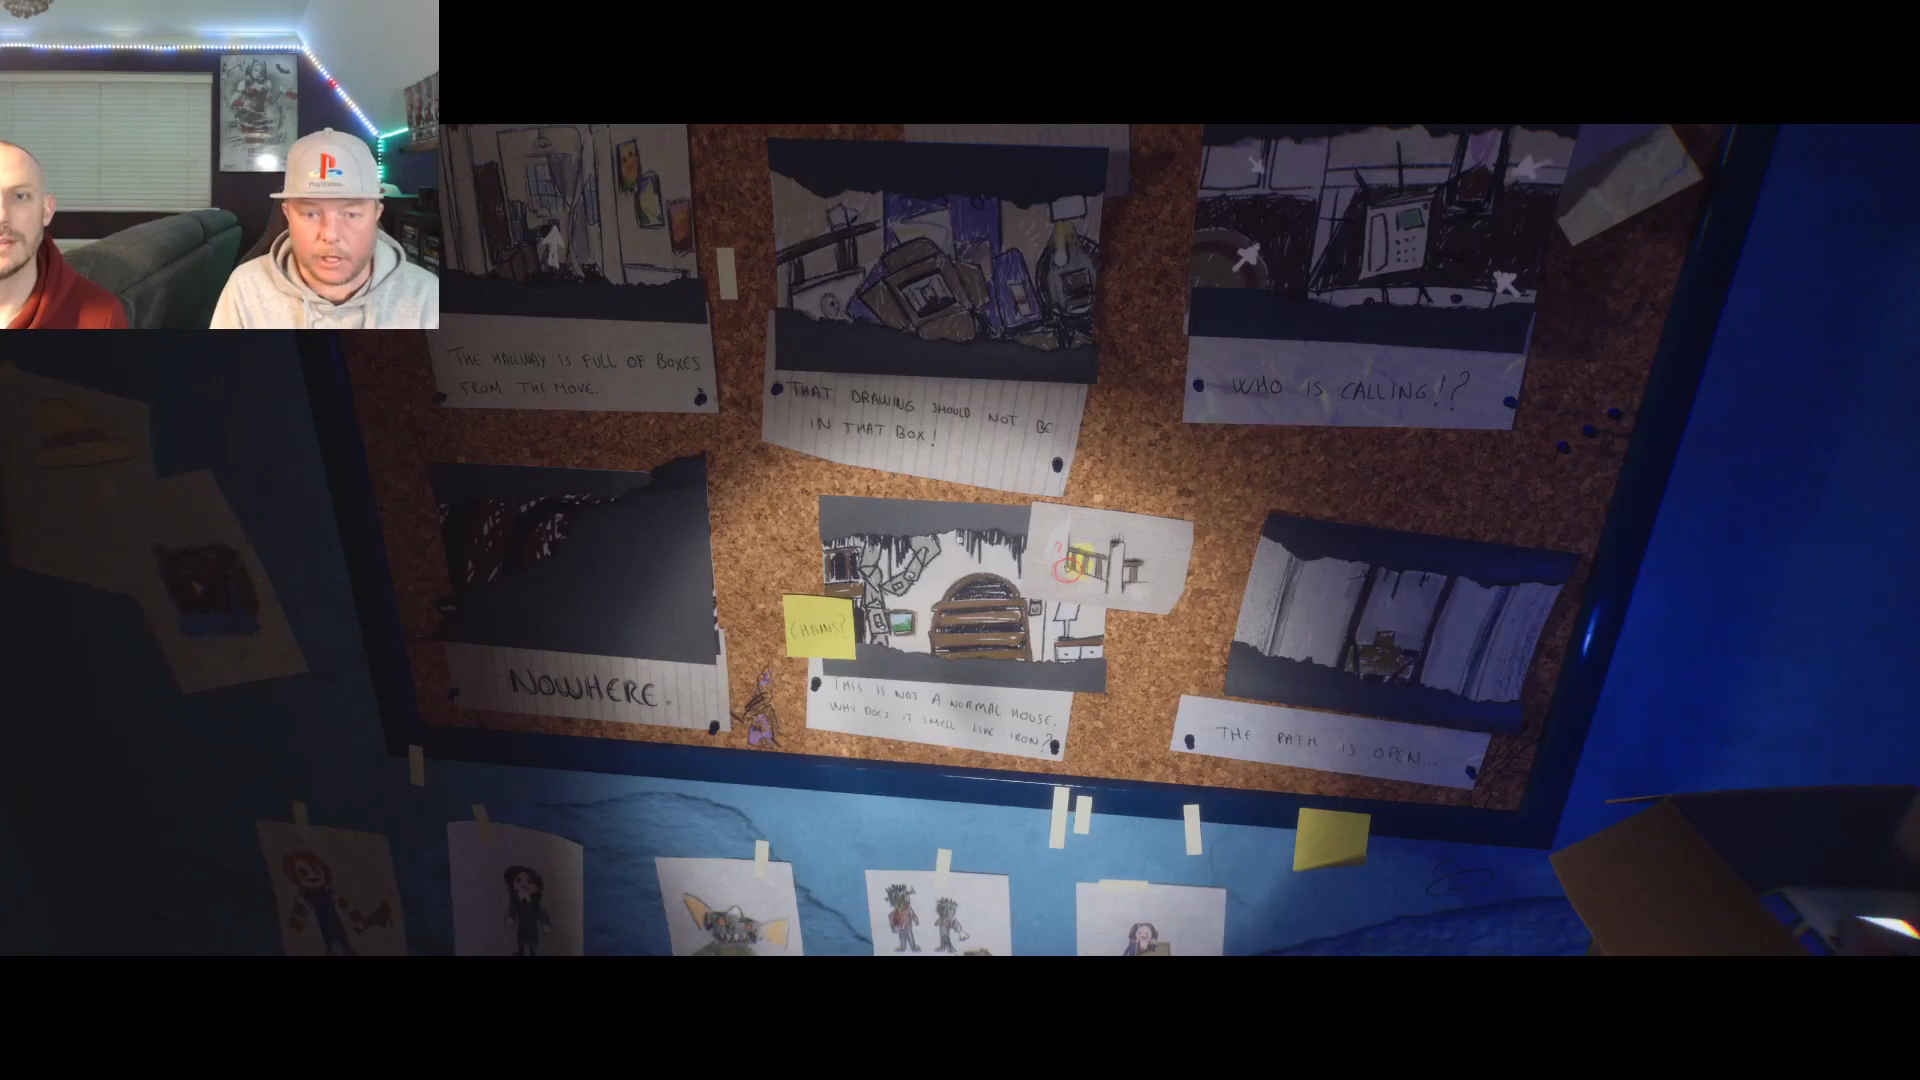 PlayStation
THE HALLWAY IS FULL OF BOXES
FROM THE MOVE.
THAT DRAWING SHOULD NOT BE
IN THAT BOX!
WHO IS CALLING!?
NOWHERE.
CHAINS?
?
THIS IS NOT A NORMAL HOUSE.
WHY DOES IT SMELL LIKE IRON?
THE PATH IS OPEN...